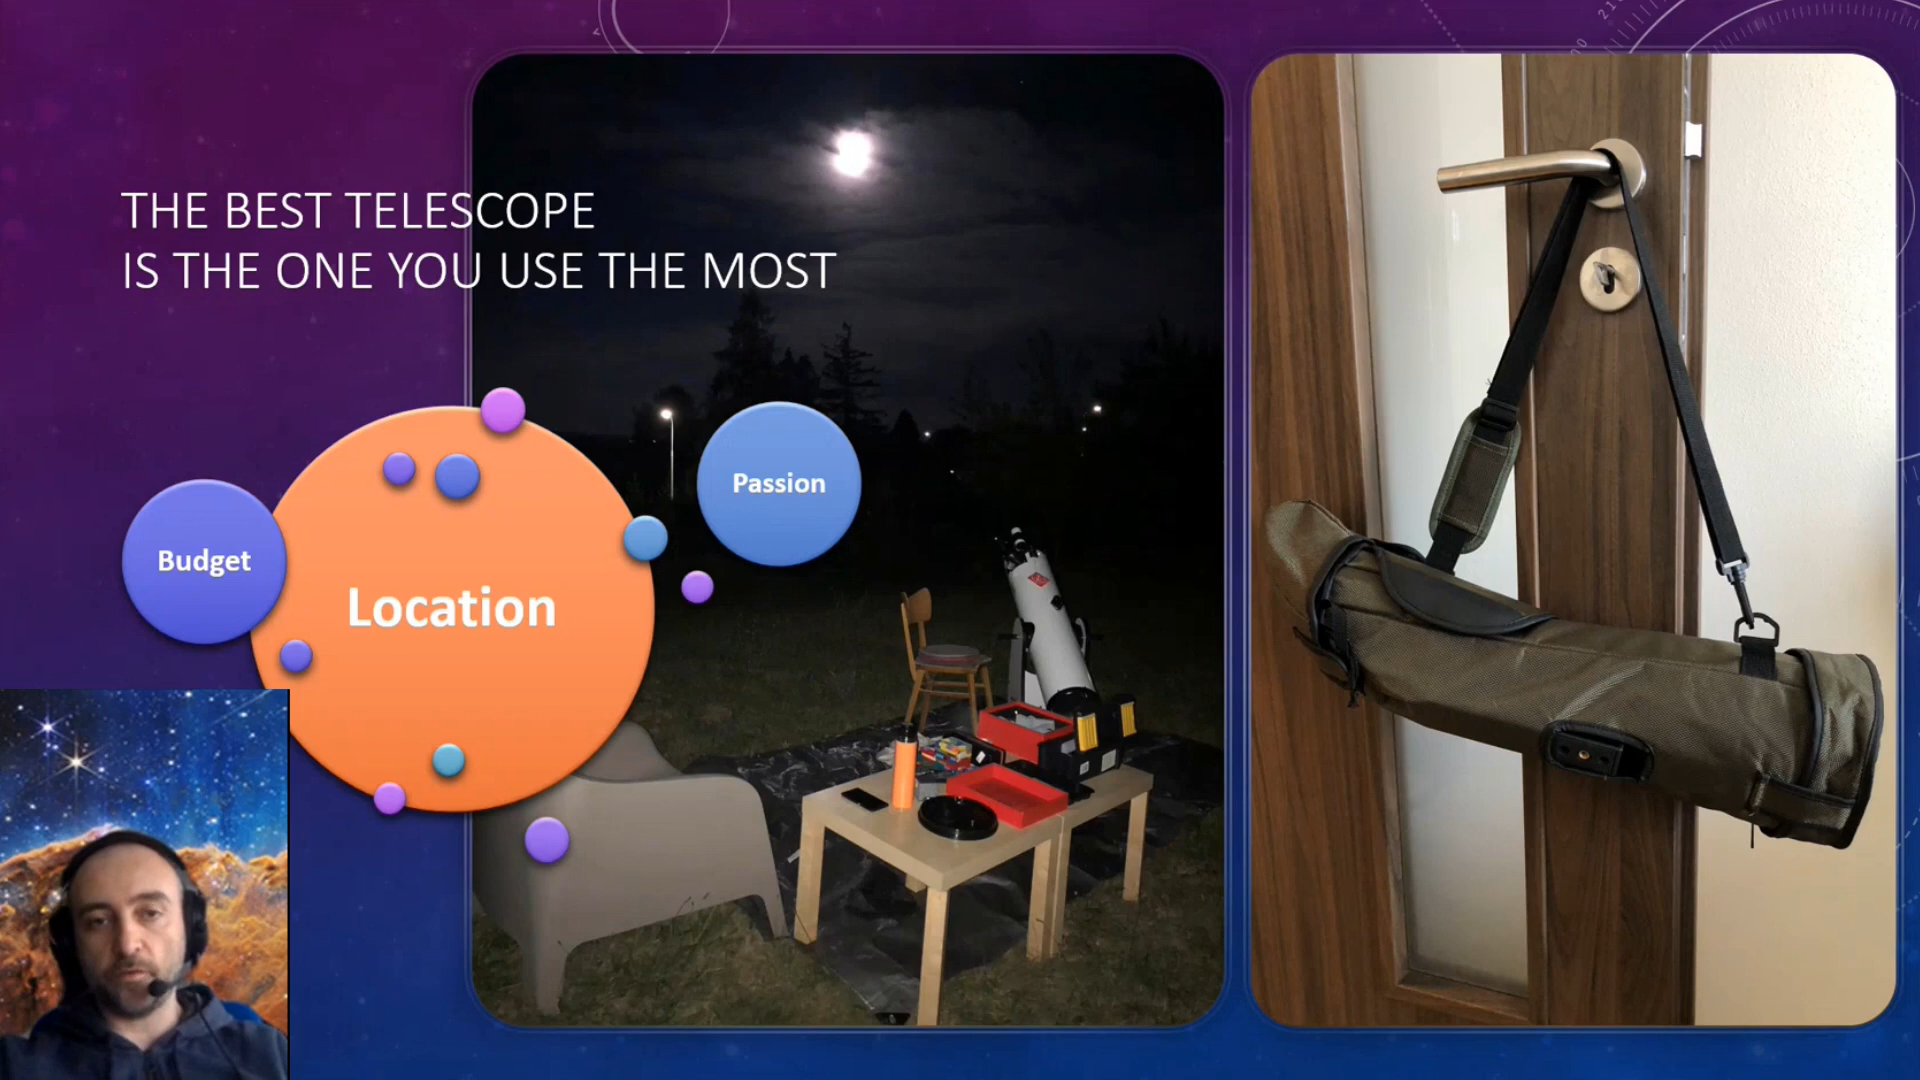 THE BEST TELESCOPE
IS THE ONE YOU USE THE MOST
Passion
Budget
Location